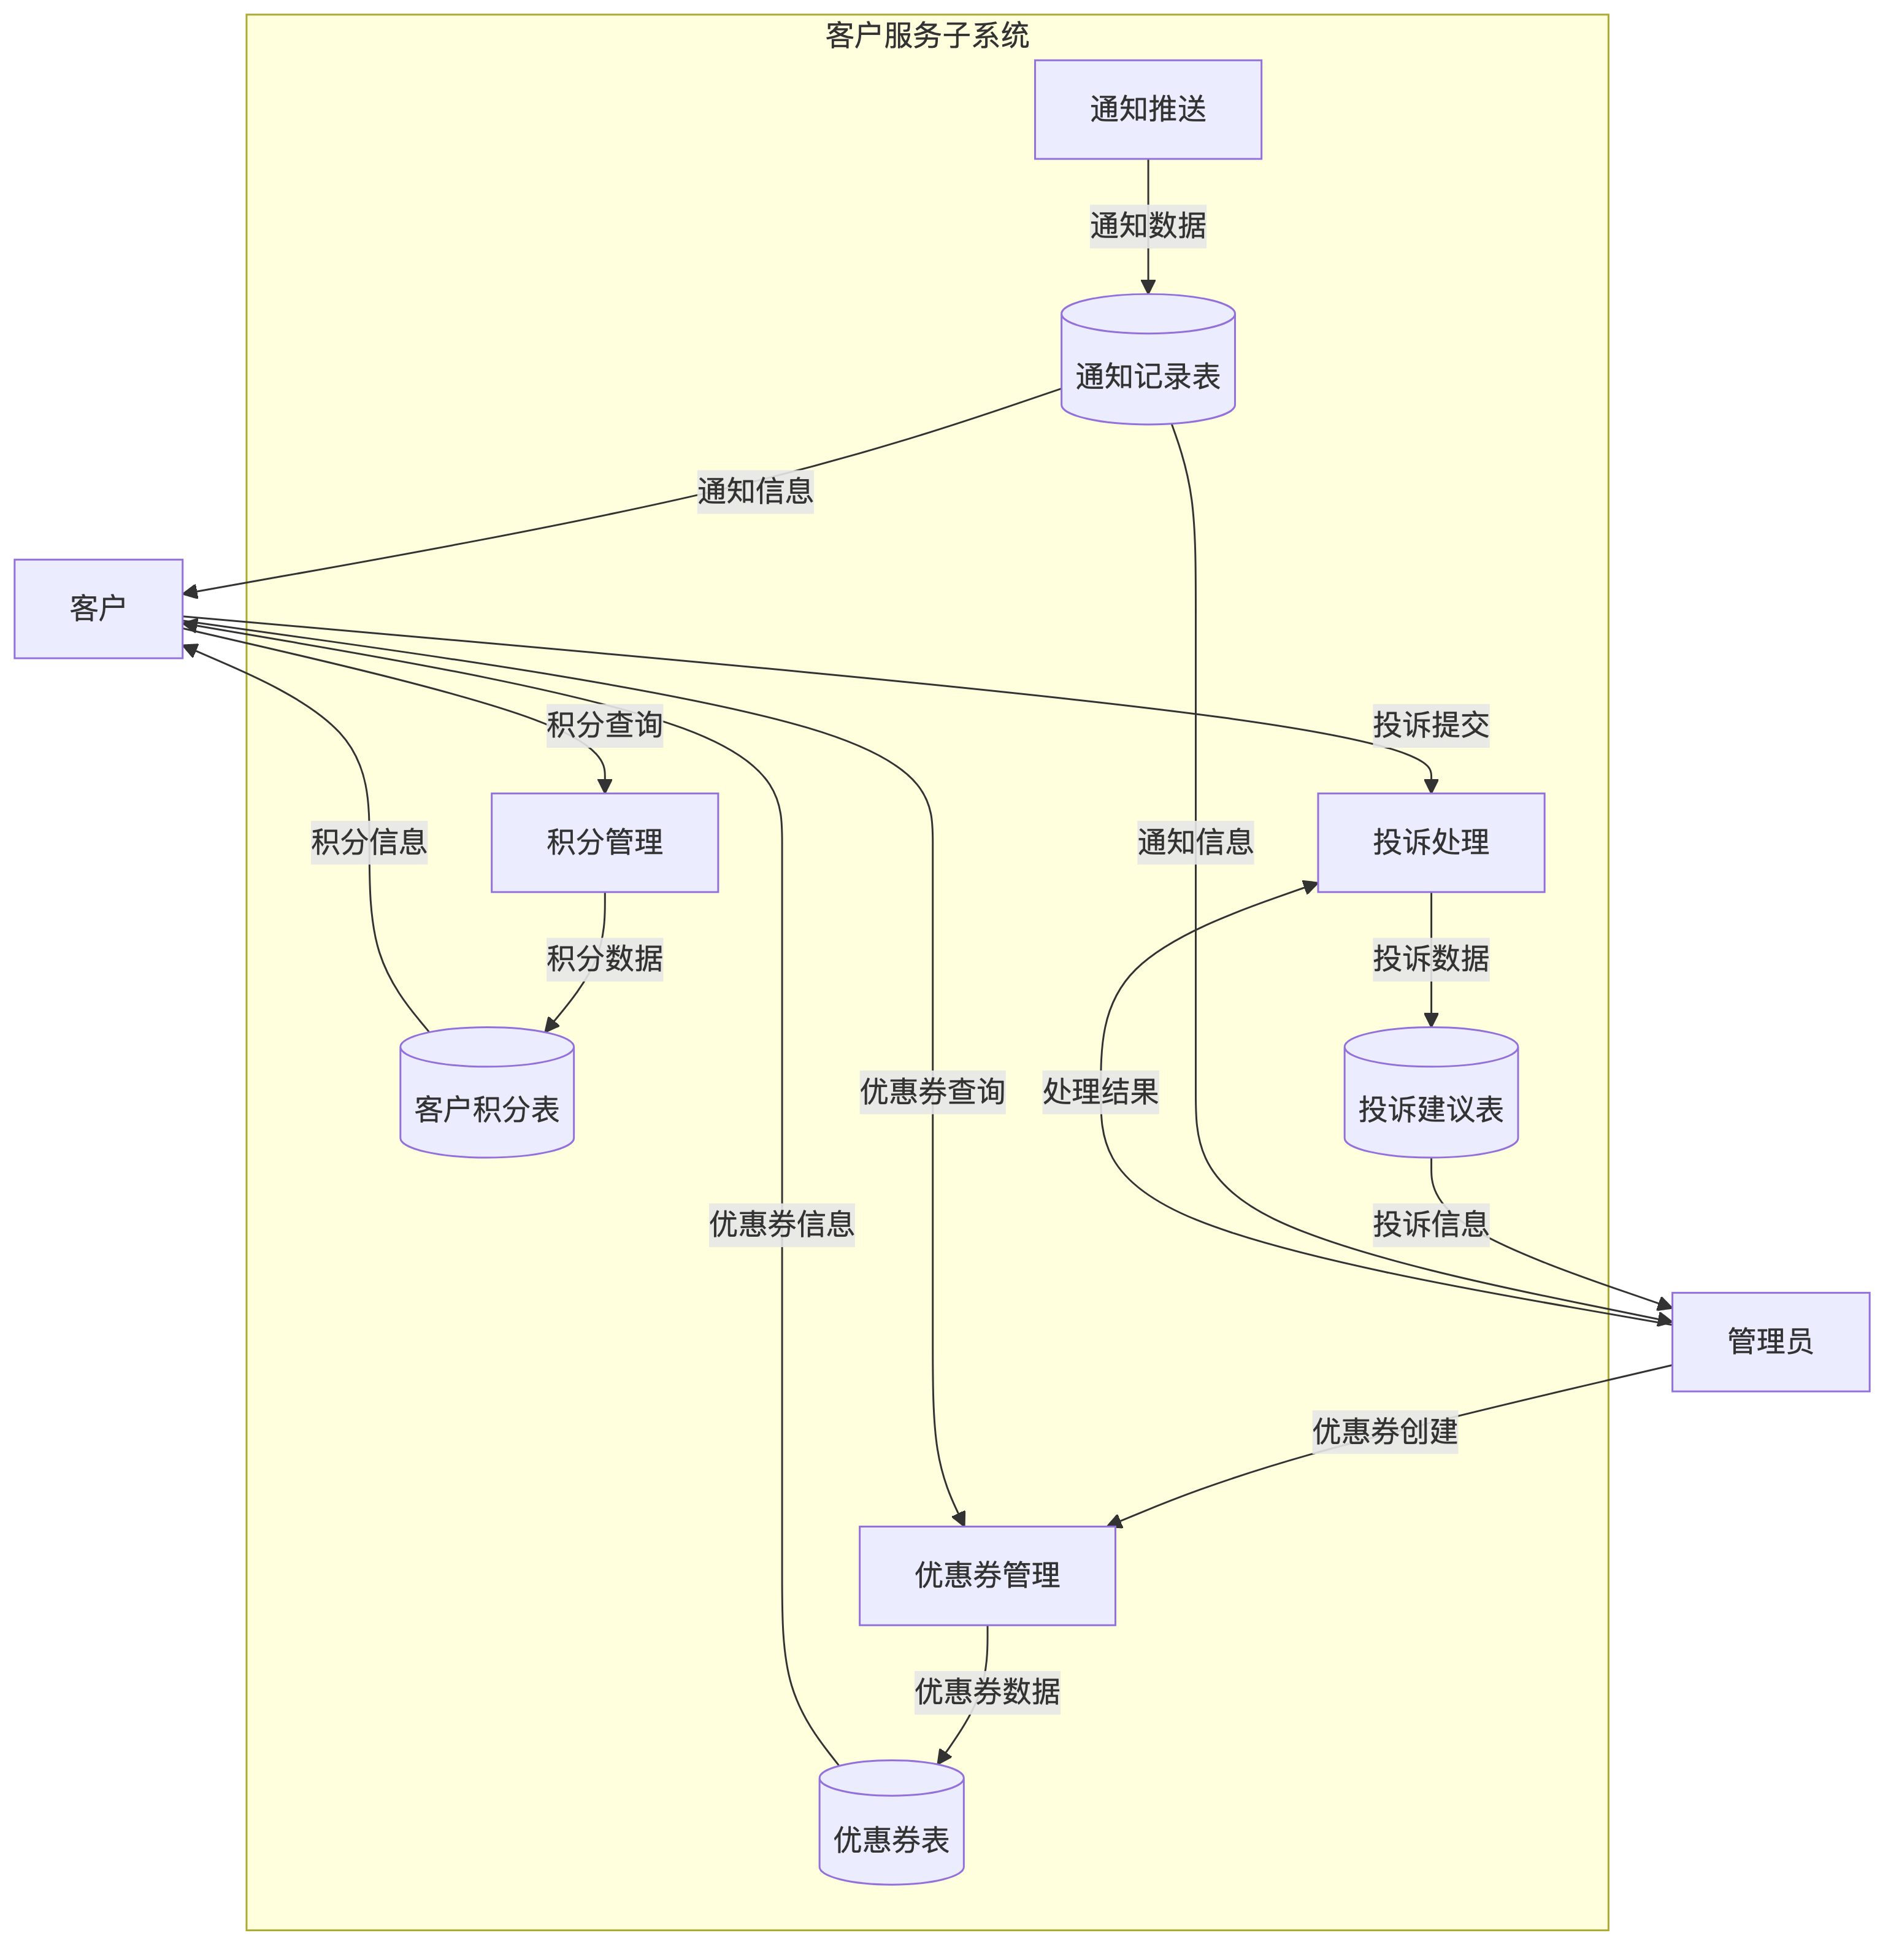 客户服务子系统
通知推送
通知数据
通知记录表
通知信息
客户
积分查询
投诉提交
积分信息
积分管理
通知信息
投诉处理
积分数据
投诉数据
客户积分表
优惠券查询
处理结果
投诉建议表
优惠券信息
投诉信息
管理员
优惠券创建
优惠券管理
优惠券数据
优惠券表